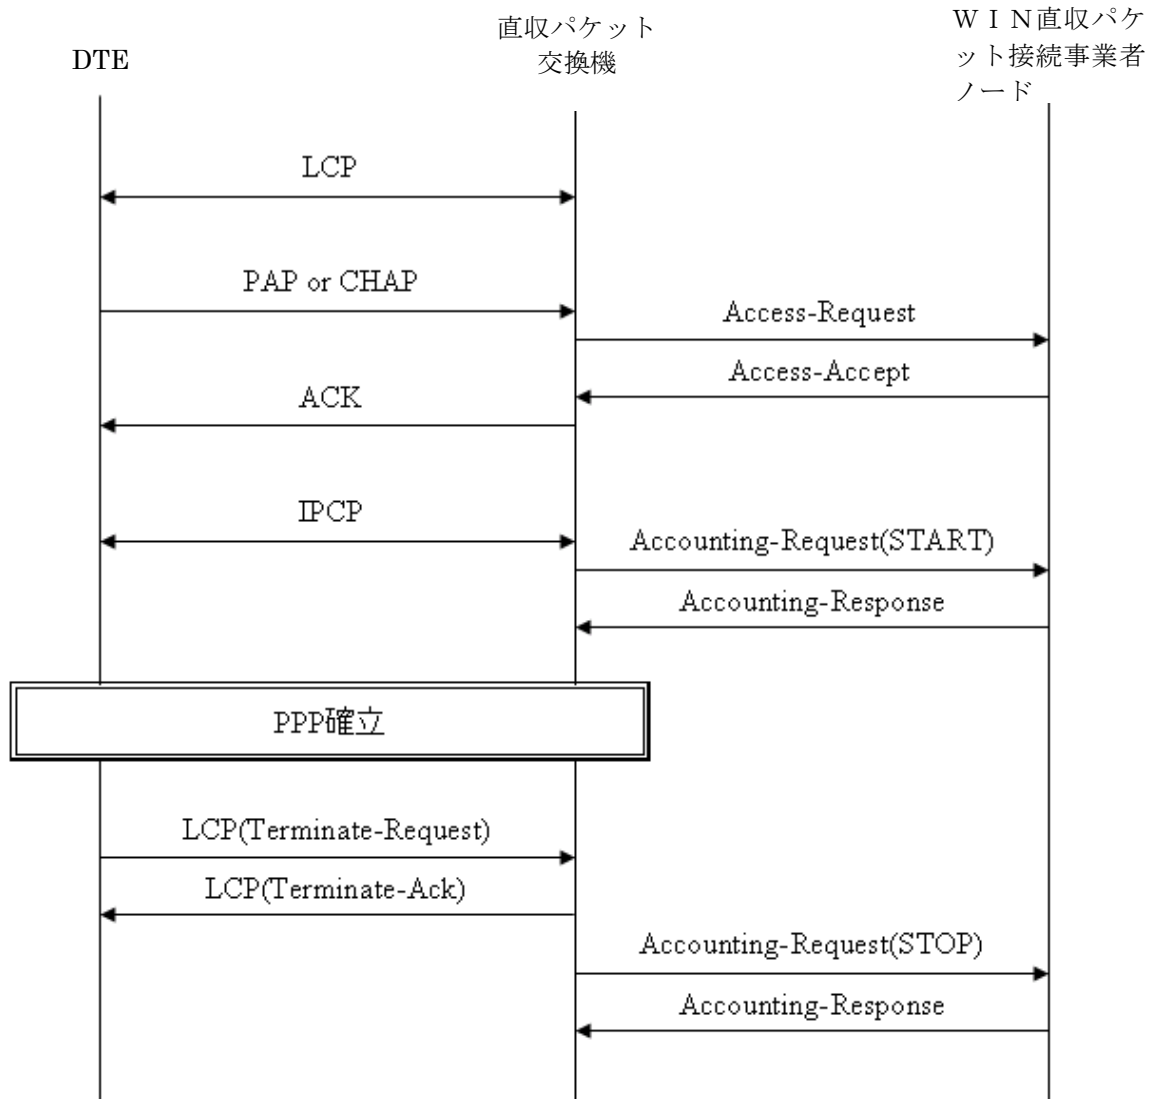 DTE
直収パケット
交換機
ＷＩＮ直収パケ
ット接続事業者
ノード
LCP
PAP or CHAP
Access-Request
Access-Accept
ACK
IPCP
Accounting-Request(START)
Accounting-Response
PPP確立
LCP(Terminate-Request)
LCP(Terminate-Ack)
Accounting-Request(STOP)
Accounting-Response